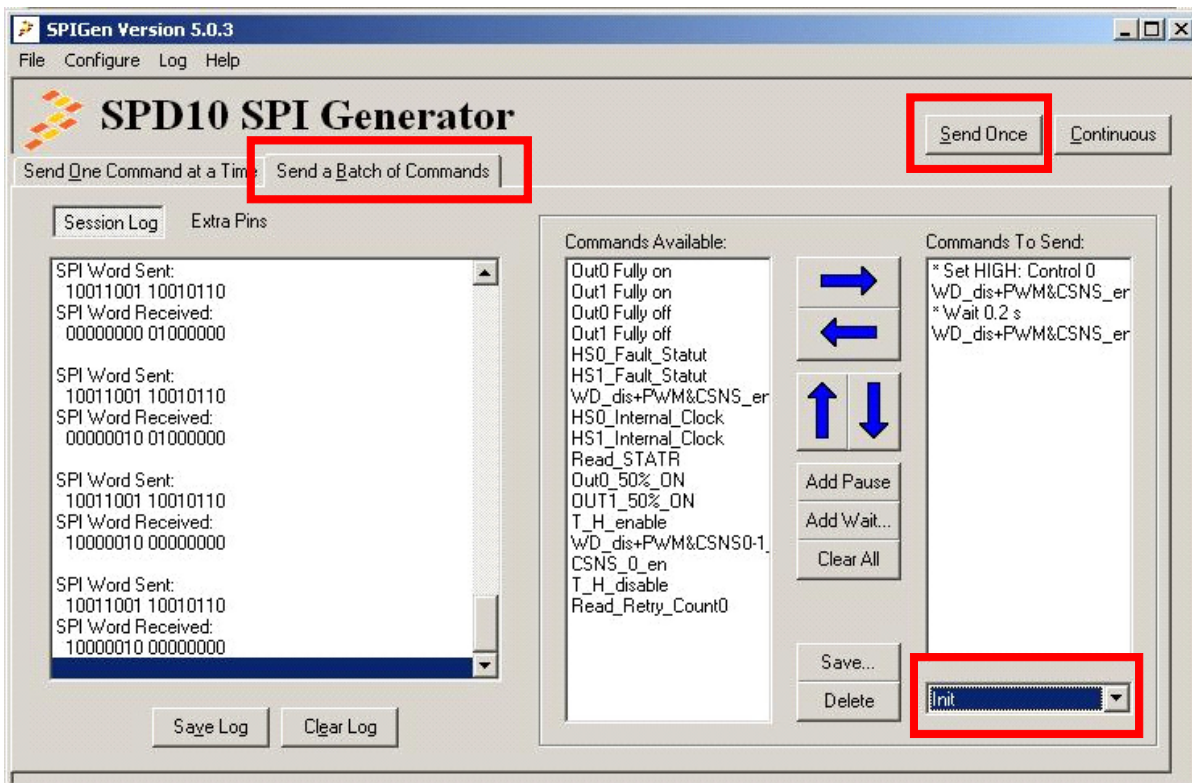 SPIGen Version 5.0.3
File Configure Log Help
SPD10 SPI Generator
Send Once
Continuous
Send One Command at a Time
Send a Batch of Commands
Session Log
Extra Pins
SPI Word Sent:
10011001 10010110
SPI Word Received:
00000000 01000000
SPI Word Sent:
10011001 10010110
SPI Word Received:
00000010 01000000
SPI Word Sent:
10011001 10010110
SPI Word Received:
10000010 00000000
SPI Word Sent:
10011001 10010110
SPI Word Received:
10000010 00000000
Save Log
Clear Log
Commands Available:
Out0 Fully on
Out1 Fully on
Out0 Fully off
Out1 Fully off
HS0_Fault_Statut
HS1_Fault_Statut
WD_dis+PWM&CSNS_er
HS0_Internal_Clock
HS1_Internal_Clock
Read_STATR
Out0_50%_ON
OUT1_50%_ON
T_H_enable
WD_dis+PWM&CSNS0-1_
CSNS_0_en
T_H_disable
Read_Retry_Count0
Add Pause
Add Wait...
Clear All
Save...
Delete
Commands To Send:
* Set HIGH: Control 0
WD_dis+PWM&CSNS_er
* Wait 0.2 s
WD_dis+PWM&CSNS_er
Init